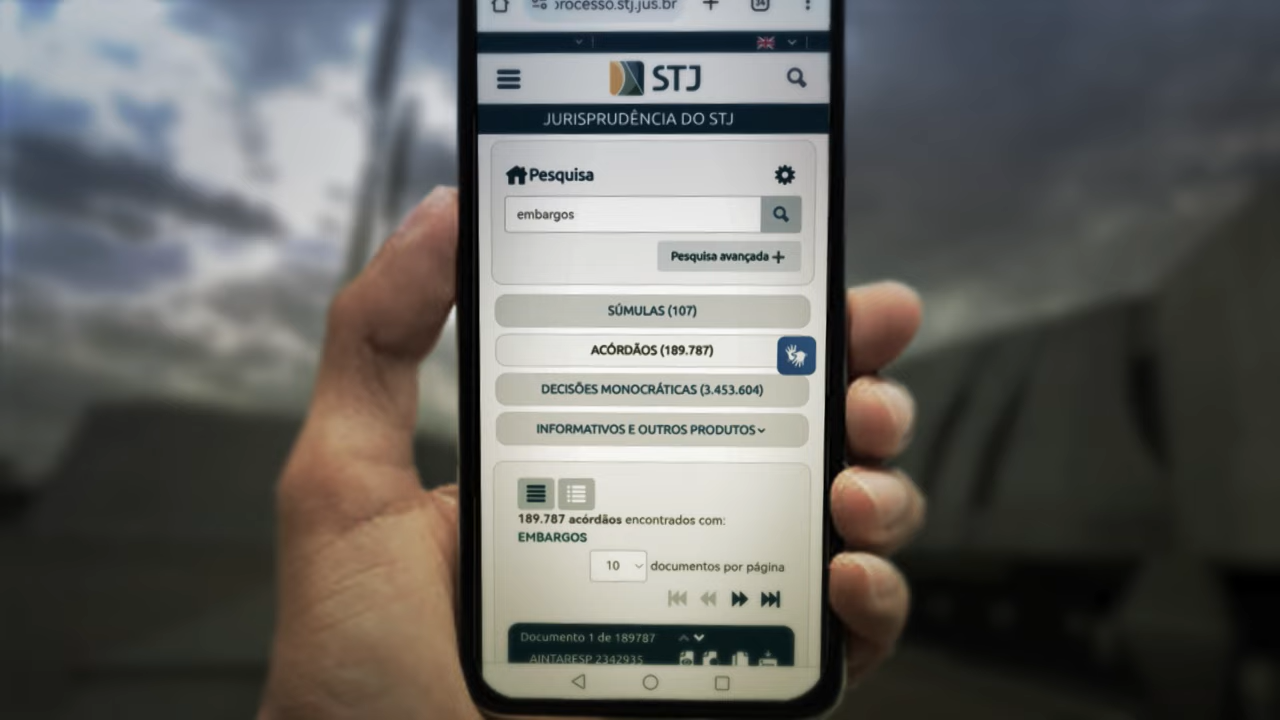 processo.stj.jus.br
34
STJ
JURISPRUDÊNCIA DO STJ
Pesquisa
embargos
Pesquisa avançada
SÚMULAS (107)
ACÓRDÃOS (189.787)
DECISÕES MONOCRÁTICAS (3.453.604)
INFORMATIVOS E OUTROS PRODUTOS
189.787 acórdãos encontrados com:
EMBARGOS
10 documentos por página
Documento 1 de 189787
AINTARESP 2342935